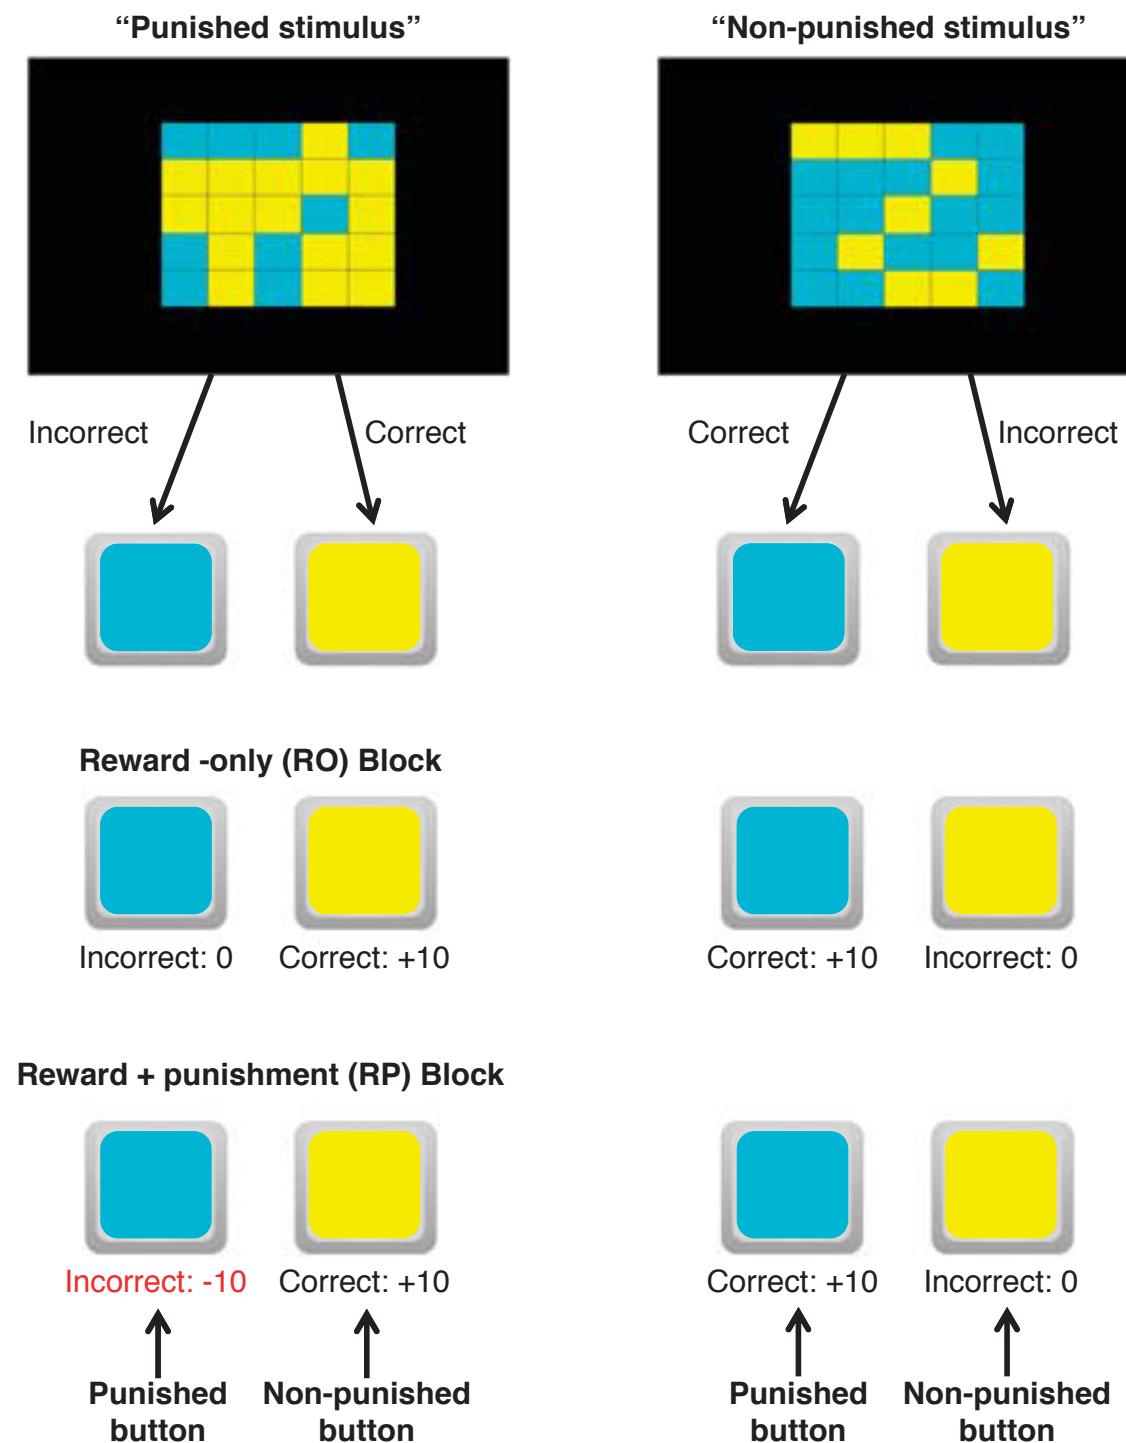 “Punished stimulus”
“Non-punished stimulus”
Incorrect
Correct
Correct
Incorrect
Reward -only (RO) Block
Incorrect: 0
Correct: +10
Correct: +10
Incorrect: 0
Reward + punishment (RP) Block
Incorrect: -10
Correct: +10
Correct: +10
Incorrect: 0
Punished
button
Non-punished
button
Punished
button
Non-punished
button